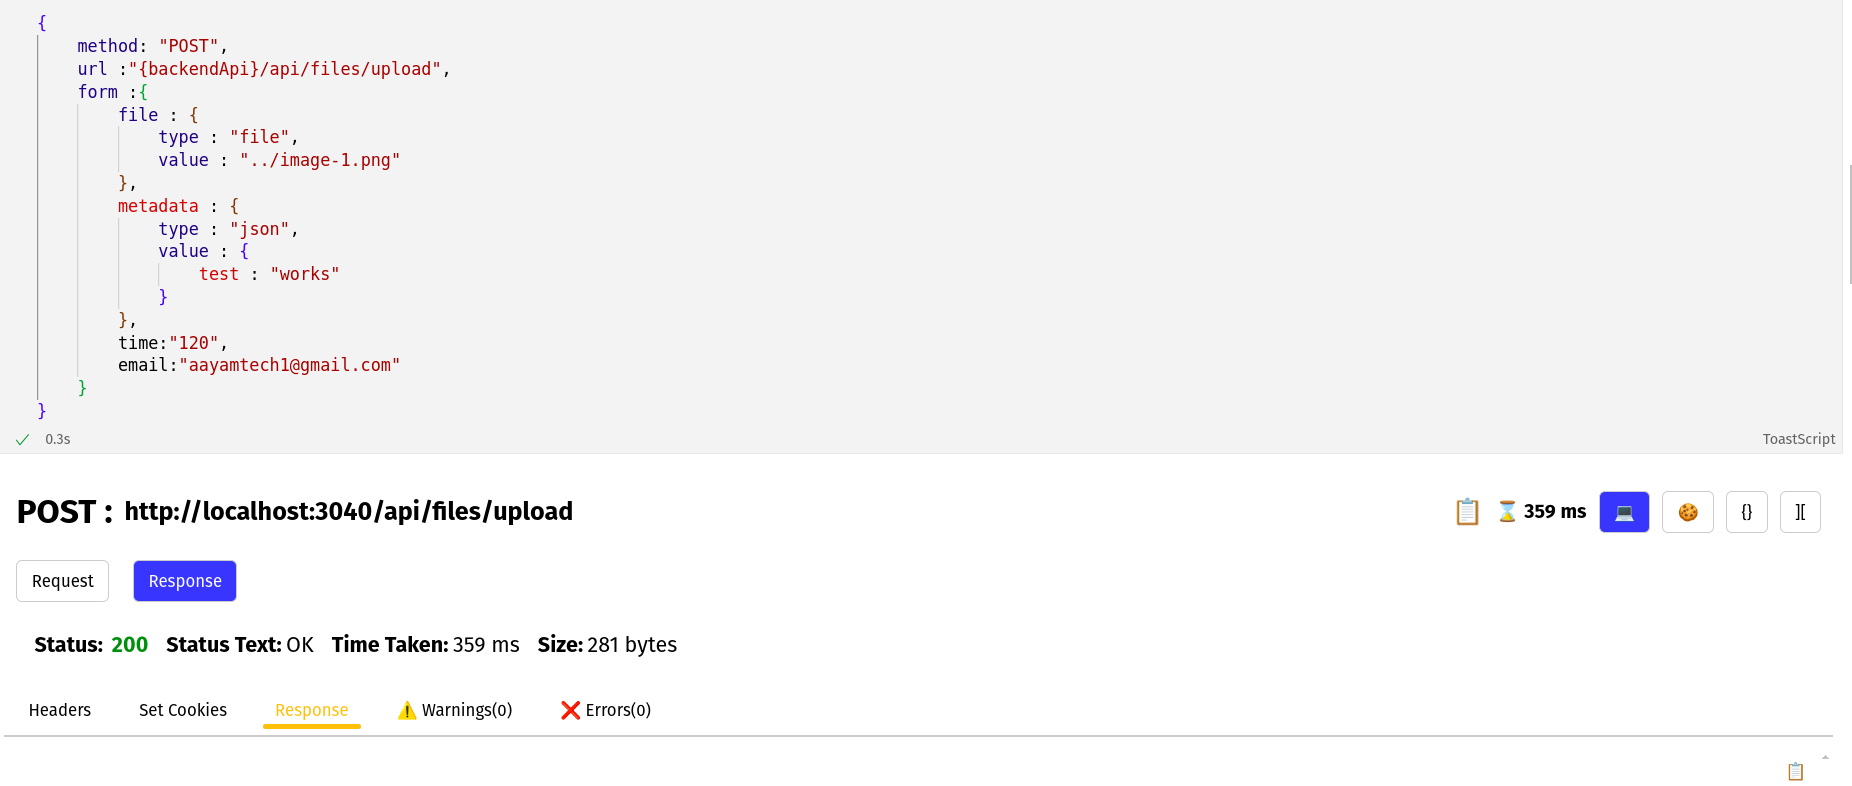 {
    method: "POST",
    url :"{backendApi}/api/files/upload",
    form :{
        file : {
            type : "file",
            value : "../image-1.png"
        },
        metadata : {
            type : "json",
            value : {
                test : "works"
            }
        },
        time:"120",
        email:"aayamtech1@gmail.com"
    }
}
0.3s ToastScript
POST : http://localhost:3040/api/files/upload 359 ms {} ][
Request Response
Status: 200 Status Text: OK Time Taken: 359 ms Size: 281 bytes
Headers Set Cookies Response Warnings(0) Errors(0)